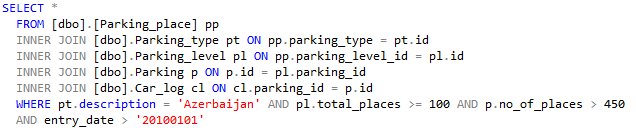 SELECT *
FROM [dbo].[Parking_place] pp
INNER JOIN [dbo].Parking_type pt ON pp.parking_type = pt.id
INNER JOIN [dbo].Parking_level pl ON pp.parking_level_id = pl.id
INNER JOIN [dbo].Parking p ON p.id = pl.parking_id
INNER JOIN [dbo].Car_log cl ON cl.parking_id = p.id
WHERE pt.description = 'Azerbaijan' AND pl.total_places >= 100 AND p.no_of_places > 450
AND entry_date > '20100101'